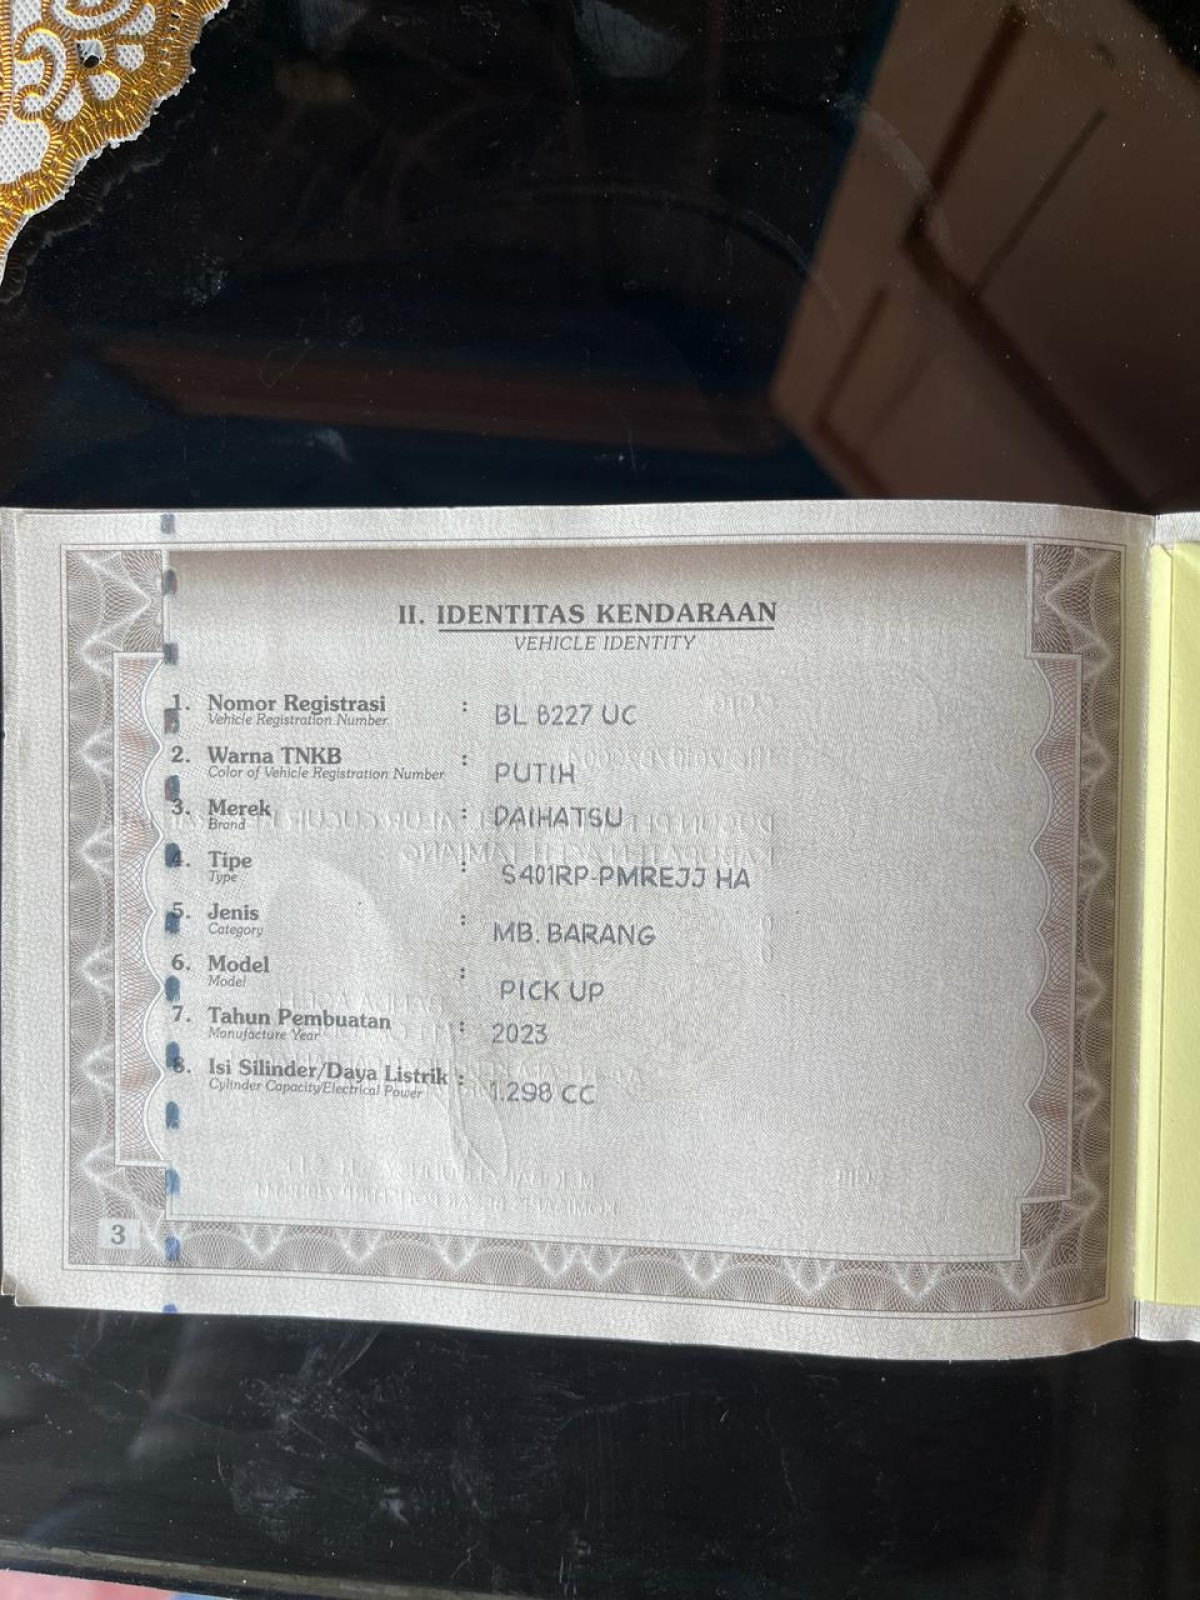 II. IDENTITAS KENDARAAN
VEHICLE IDENTITY
1. Nomor Registrasi : BL 8227 UC
Vehicle Registration Number
2. Warna TNKB : PUTIH
Color of Vehicle Registration Number
3. Merek : DAIHATSU
Brand
4. Tipe : S401RP-PMREJJ HA
Type
5. Jenis : MB. BARANG
Category
6. Model : PICK UP
Model
7. Tahun Pembuatan : 2023
Manufacture Year
8. Isi Silinder/Daya Listrik : 1.298 CC
Cylinder Capacity/Electrical Power
3